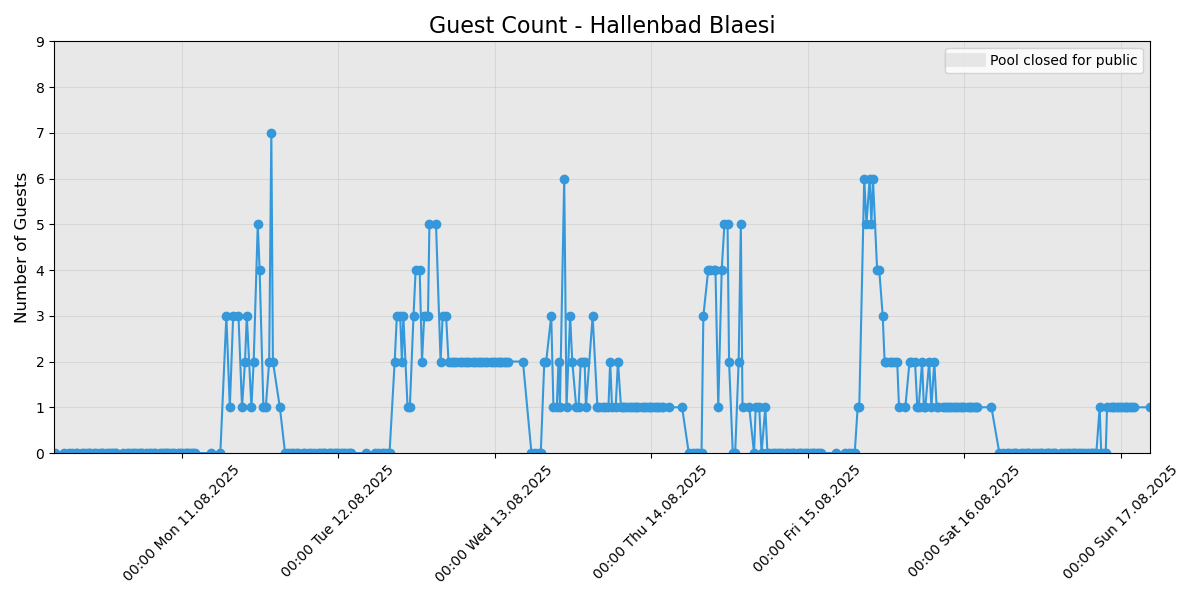 Guest Count - Hallenbad Blaesi
Pool closed for public
Number of Guests
9
8
7
6
5
4
3
2
1
0
00:00 Mon 11.08.2025
00:00 Tue 12.08.2025
00:00 Wed 13.08.2025
00:00 Thu 14.08.2025
00:00 Fri 15.08.2025
00:00 Sat 16.08.2025
00:00 Sun 17.08.2025